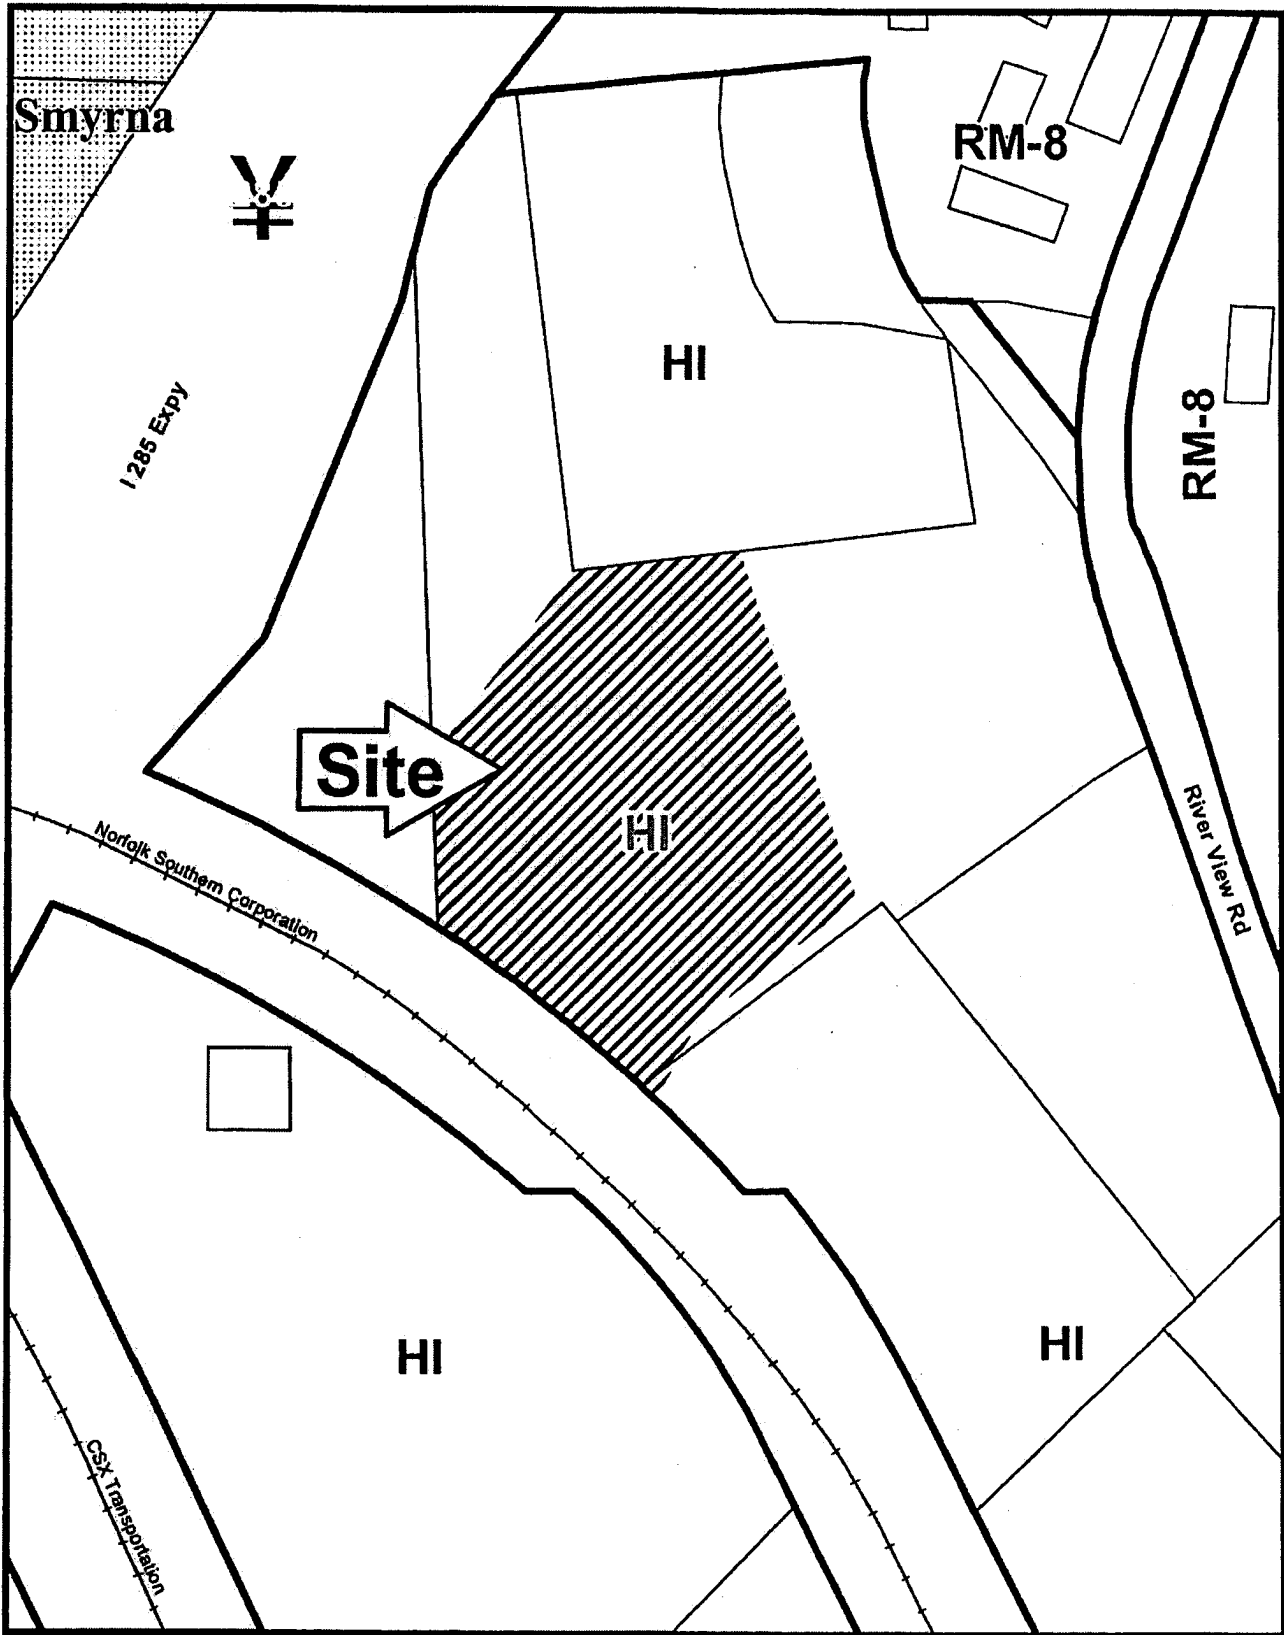 Smyrna
RM-8
HI
I 285 Expy
RM-8
Site
HI
River View Rd
Norfolk Southern Corporation
HI
HI
CSX Transportation